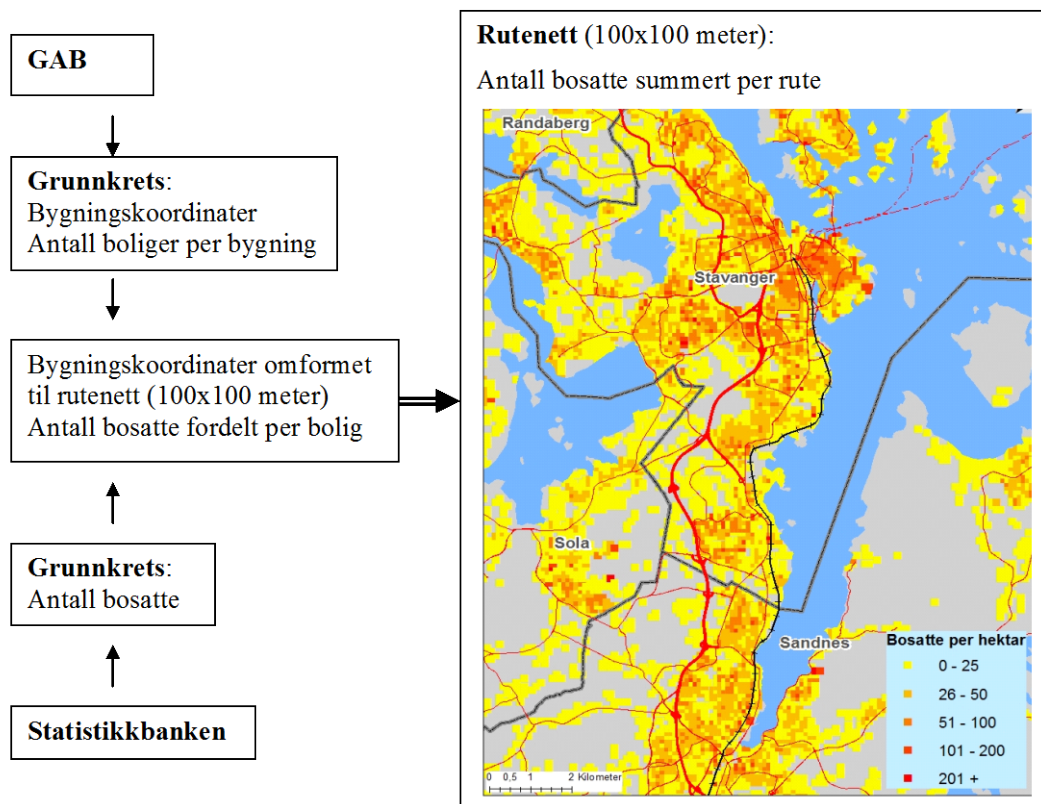 GAB
Grunnkrets:
Bygningskoordinater
Antall boliger per bygning
Bygningskoordinater omformet
til rutenett (100x100 meter)
Antall bosatte fordelt per bolig
Grunnkrets:
Antall bosatte
Statistikkbanken
Rutenett (100x100 meter):
Antall bosatte summert per rute
Randaberg
Stavanger
Sola
Sandnes
Bosatte per hektar
0 - 25
26 - 50
51 - 100
101 - 200
201 +
0 0.5 1 2 Kilometer